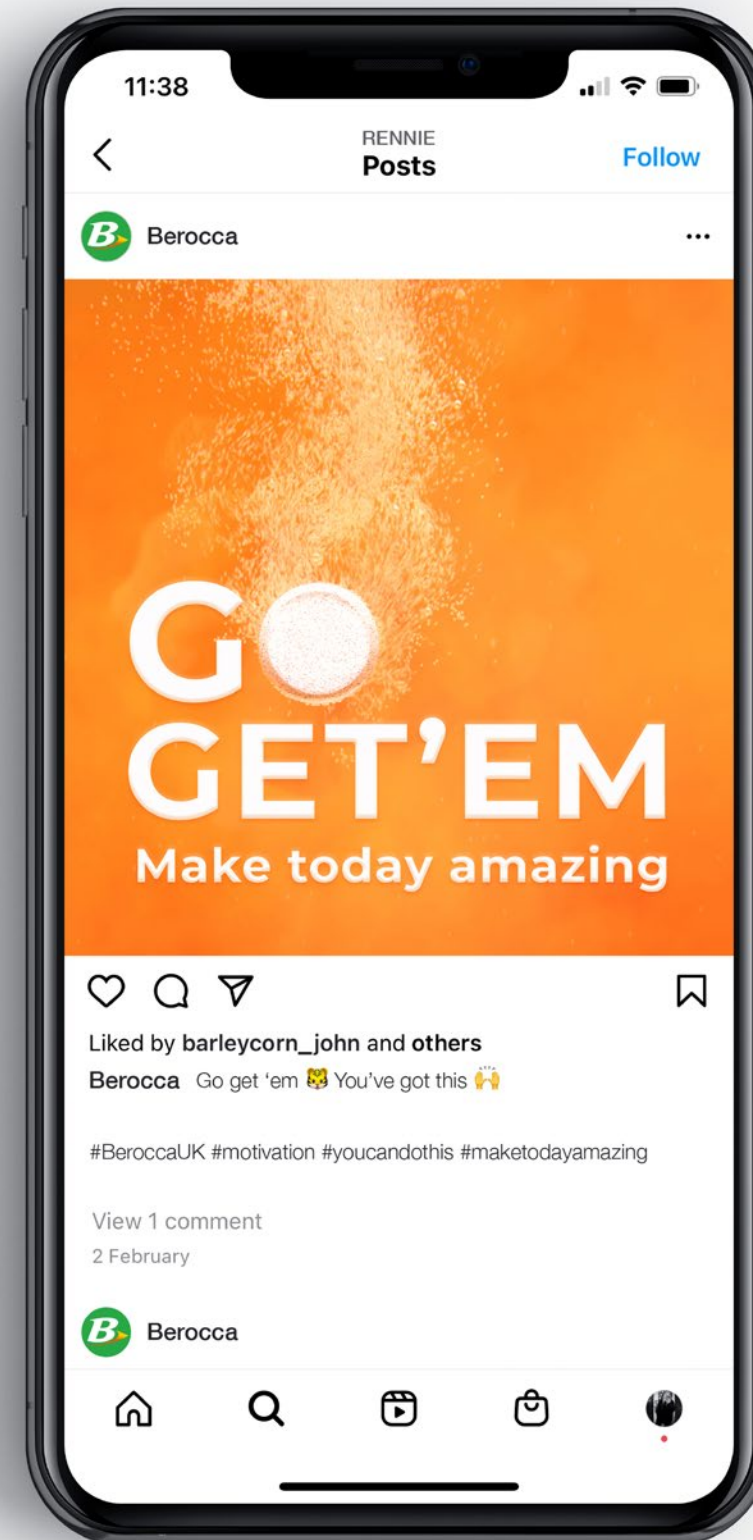 11:38
RENNIE
Posts
Follow
B
Berocca
GO
GET’EM
Make today amazing
Liked by barleycorn_john and others
Berocca Go get ‘em 🐯 You’ve got this 🙌
#BeroccaUK #motivation #youcandothis #maketodayamazing
View 1 comment
2 February
B
Berocca